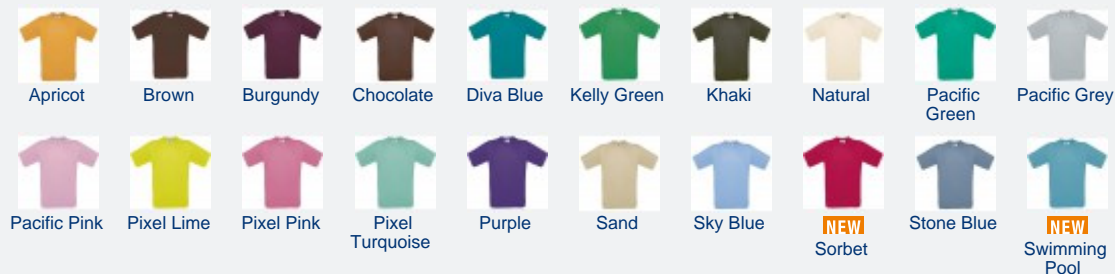 Apricot
Brown
Burgundy
Chocolate
Diva Blue
Kelly Green
Khaki
Natural
Pacific
Green
Pacific Grey
Pacific Pink
Pixel Lime
Pixel Pink
Pixel
Turquoise
Purple
Sand
Sky Blue
NEW
Sorbet
Stone Blue
NEW
Swimming
Pool